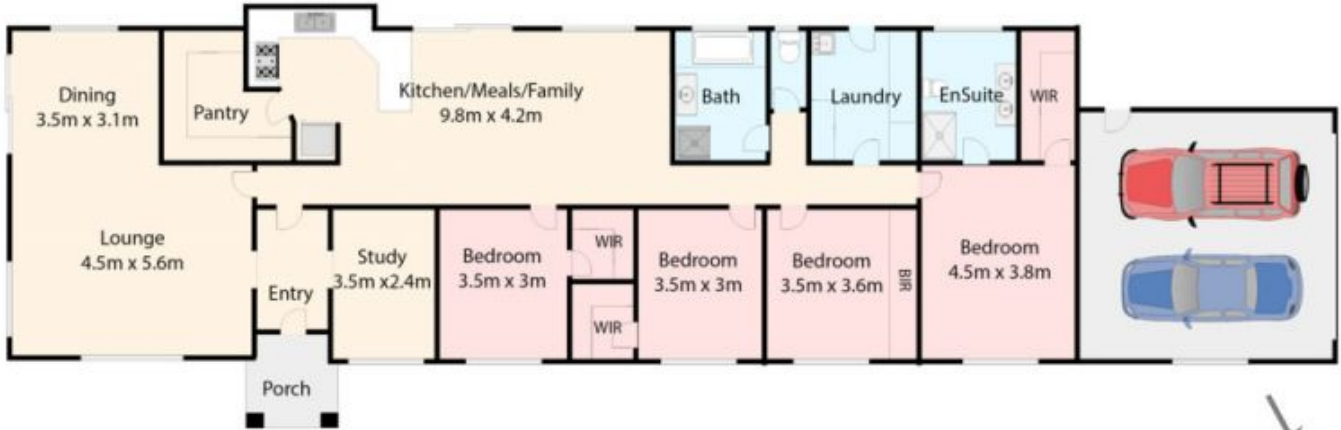 Dining
3.5m x 3.1m
Pantry
Kitchen/Meals/Family
9.8m x 4.2m
Bath
Laundry
EnSuite
WIR
Lounge
4.5m x 5.6m
Entry
Study
3.5m x2.4m
Bedroom
3.5m x 3m
WIR
WIR
Bedroom
3.5m x 3m
Bedroom
3.5m x 3.6m
BIR
Bedroom
4.5m x 3.8m
Porch